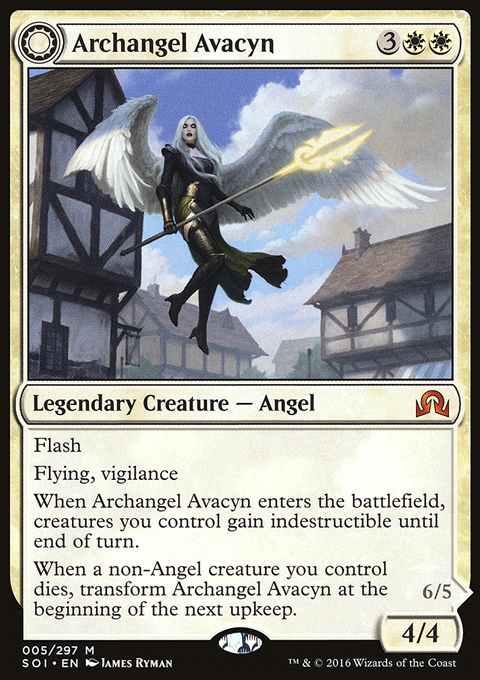 Archangel Avacyn 3
Legendary Creature — Angel
Flash
Flying, vigilance
When Archangel Avacyn enters the battlefield,
creatures you control gain indestructible until
end of turn.
When a non-Angel creature you control
dies, transform Archangel Avacyn at the
beginning of the next upkeep.
6/5
4/4
005/297 M
SOI • EN JAMES RYMAN
™ & © 2016 Wizards of the Coast